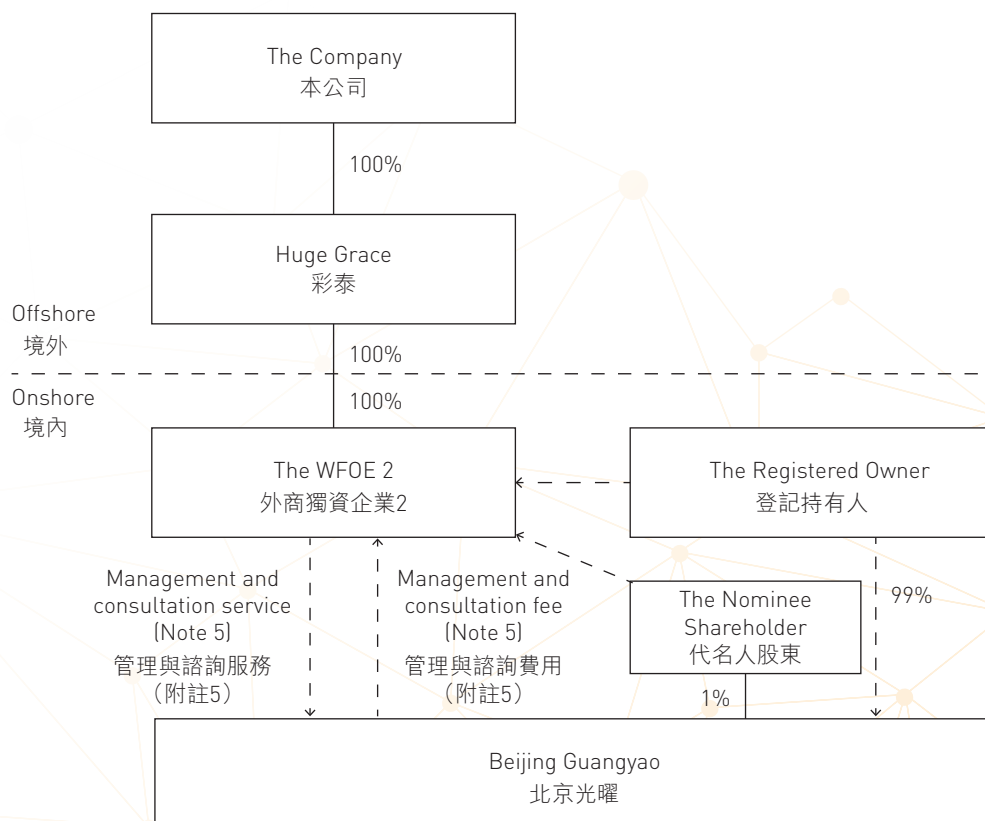 The Company
本公司
100%
Huge Grace
彩泰
Offshore
境外
100%
Onshore
境內
100%
The WFOE 2
外商獨資企業2
The Registered Owner
登記持有人
Management and
consultation service
(Note 5)
管理與諮詢服務
（附註5）
Management and
consultation fee
(Note 5)
管理與諮詢費用
（附註5）
The Nominee
Shareholder
代名人股東
99%
1%
Beijing Guangyao
北京光曜